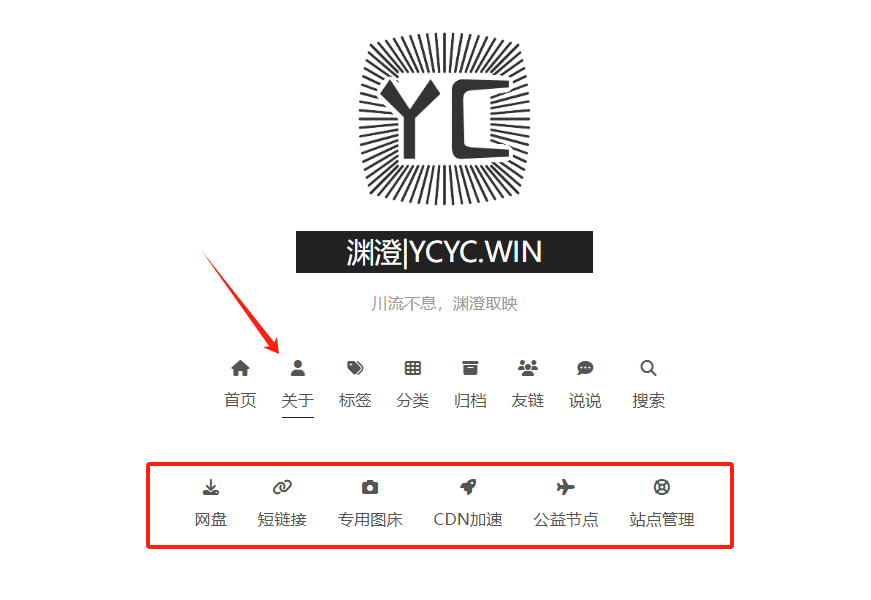 YC
渊澄|YCYC.WIN
川流不息，渊澄取映
首页 关于 标签 分类 归档 友链 说说 搜索
网盘 短链接 专用图床 CDN加速 公益节点 站点管理